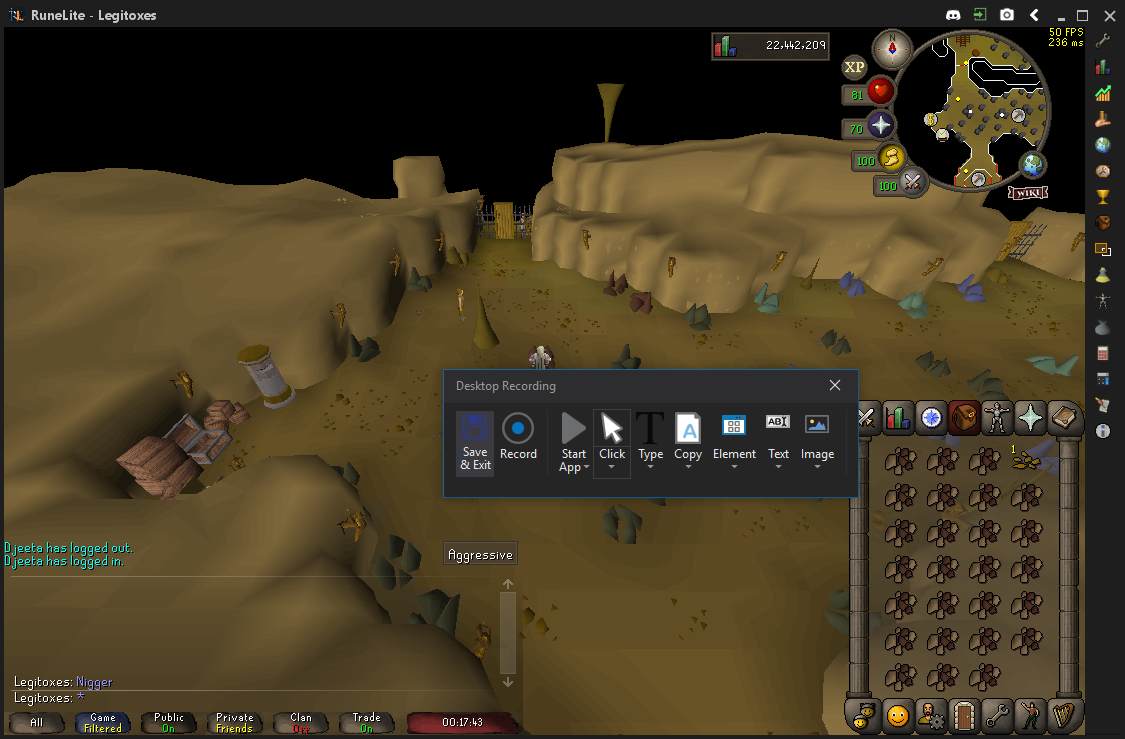 RuneLite - Legitoxes
50 FPS
236 ms
22,442,209
XP
81
70
100
100
WIKI
Desktop Recording
Save & Exit
Record
Start App
Click
Type
Copy
Element
ABI
Text
Image
1
Djeeta has logged out.
Djeeta has logged in.
Aggressive
Legitoxes: Nigger
Legitoxes: *
All
Game
Filtered
Public
On
Private
Friends
Clan
Off
Trade
On
00:17:43